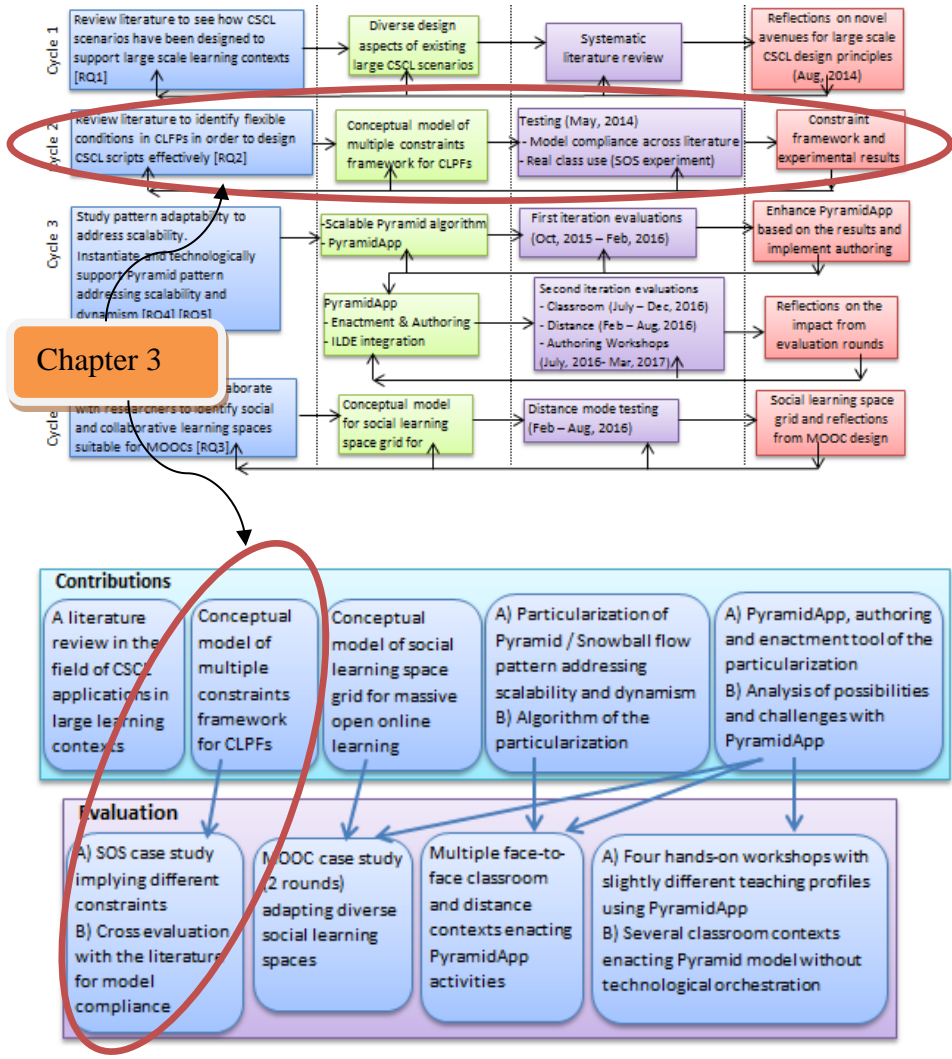 Cycle 1
Review literature to see how CSCL
scenarios have been designed to
support large scale learning contexts
[RQ1]
Diverse design
aspects of existing
large CSCL scenarios
Systematic
literature review
Reflections on novel
avenues for large scale
CSCL design principles
(Aug, 2014)
Cycle 2
Review literature to identify flexible
conditions in CLFPs in order to design
CSCL scripts effectively [RQ2]
Conceptual model of
multiple constraints
framework for CLPFs
Testing (May, 2014)
- Model compliance across literature
- Real class use (SOS experiment)
Constraint
framework and
experimental results
Cycle 3
Study pattern adaptability to
address scalability.
Instantiate and technologically
support Pyramid pattern
addressing scalability and
dynamism [RQ4] [RQ5]
-Scalable Pyramid algorithm
- PyramidApp
First iteration evaluations
(Oct, 2015 – Feb, 2016)
Enhance PyramidApp
based on the results and
implement authoring
PyramidApp
- Enactment & Authoring
- ILDE integration
Second iteration evaluations
- Classroom (July – Dec, 2016)
- Distance (Feb – Aug, 2016)
- Authoring Workshops
(July, 2016- Mar, 2017)
Reflections on the
impact from
evaluation rounds
Chapter 3
Cycle
with researchers to identify social
and collaborative learning spaces
suitable for MOOCs [RQ3]
Conceptual model
for social learning
space grid for
Distance mode testing
(Feb – Aug, 2016)
Social learning space
grid and reflections
from MOOC design
Contributions
A literature
review in the
field of CSCL
applications in
large learning
contexts
Conceptual
model of
multiple
constraints
framework
for CLPFs
Conceptual
model of social
learning space
grid for massive
open online
learning
A) Particularization of
Pyramid / Snowball flow
pattern addressing
scalability and dynamism
B) Algorithm of the
particularization
A) PyramidApp, authoring
and enactment tool of the
particularization
B) Analysis of possibilities
and challenges with
PyramidApp
Evaluation
A) SOS case study
implying different
constraints
B) Cross evaluation
with the literature
for model
compliance
MOOC case study
(2 rounds)
adapting diverse
social learning
spaces
Multiple face-to-
face classroom
and distance
contexts enacting
PyramidApp
activities
A) Four hands-on workshops with
slightly different teaching profiles
using PyramidApp
B) Several classroom contexts
enacting Pyramid model without
technological orchestration